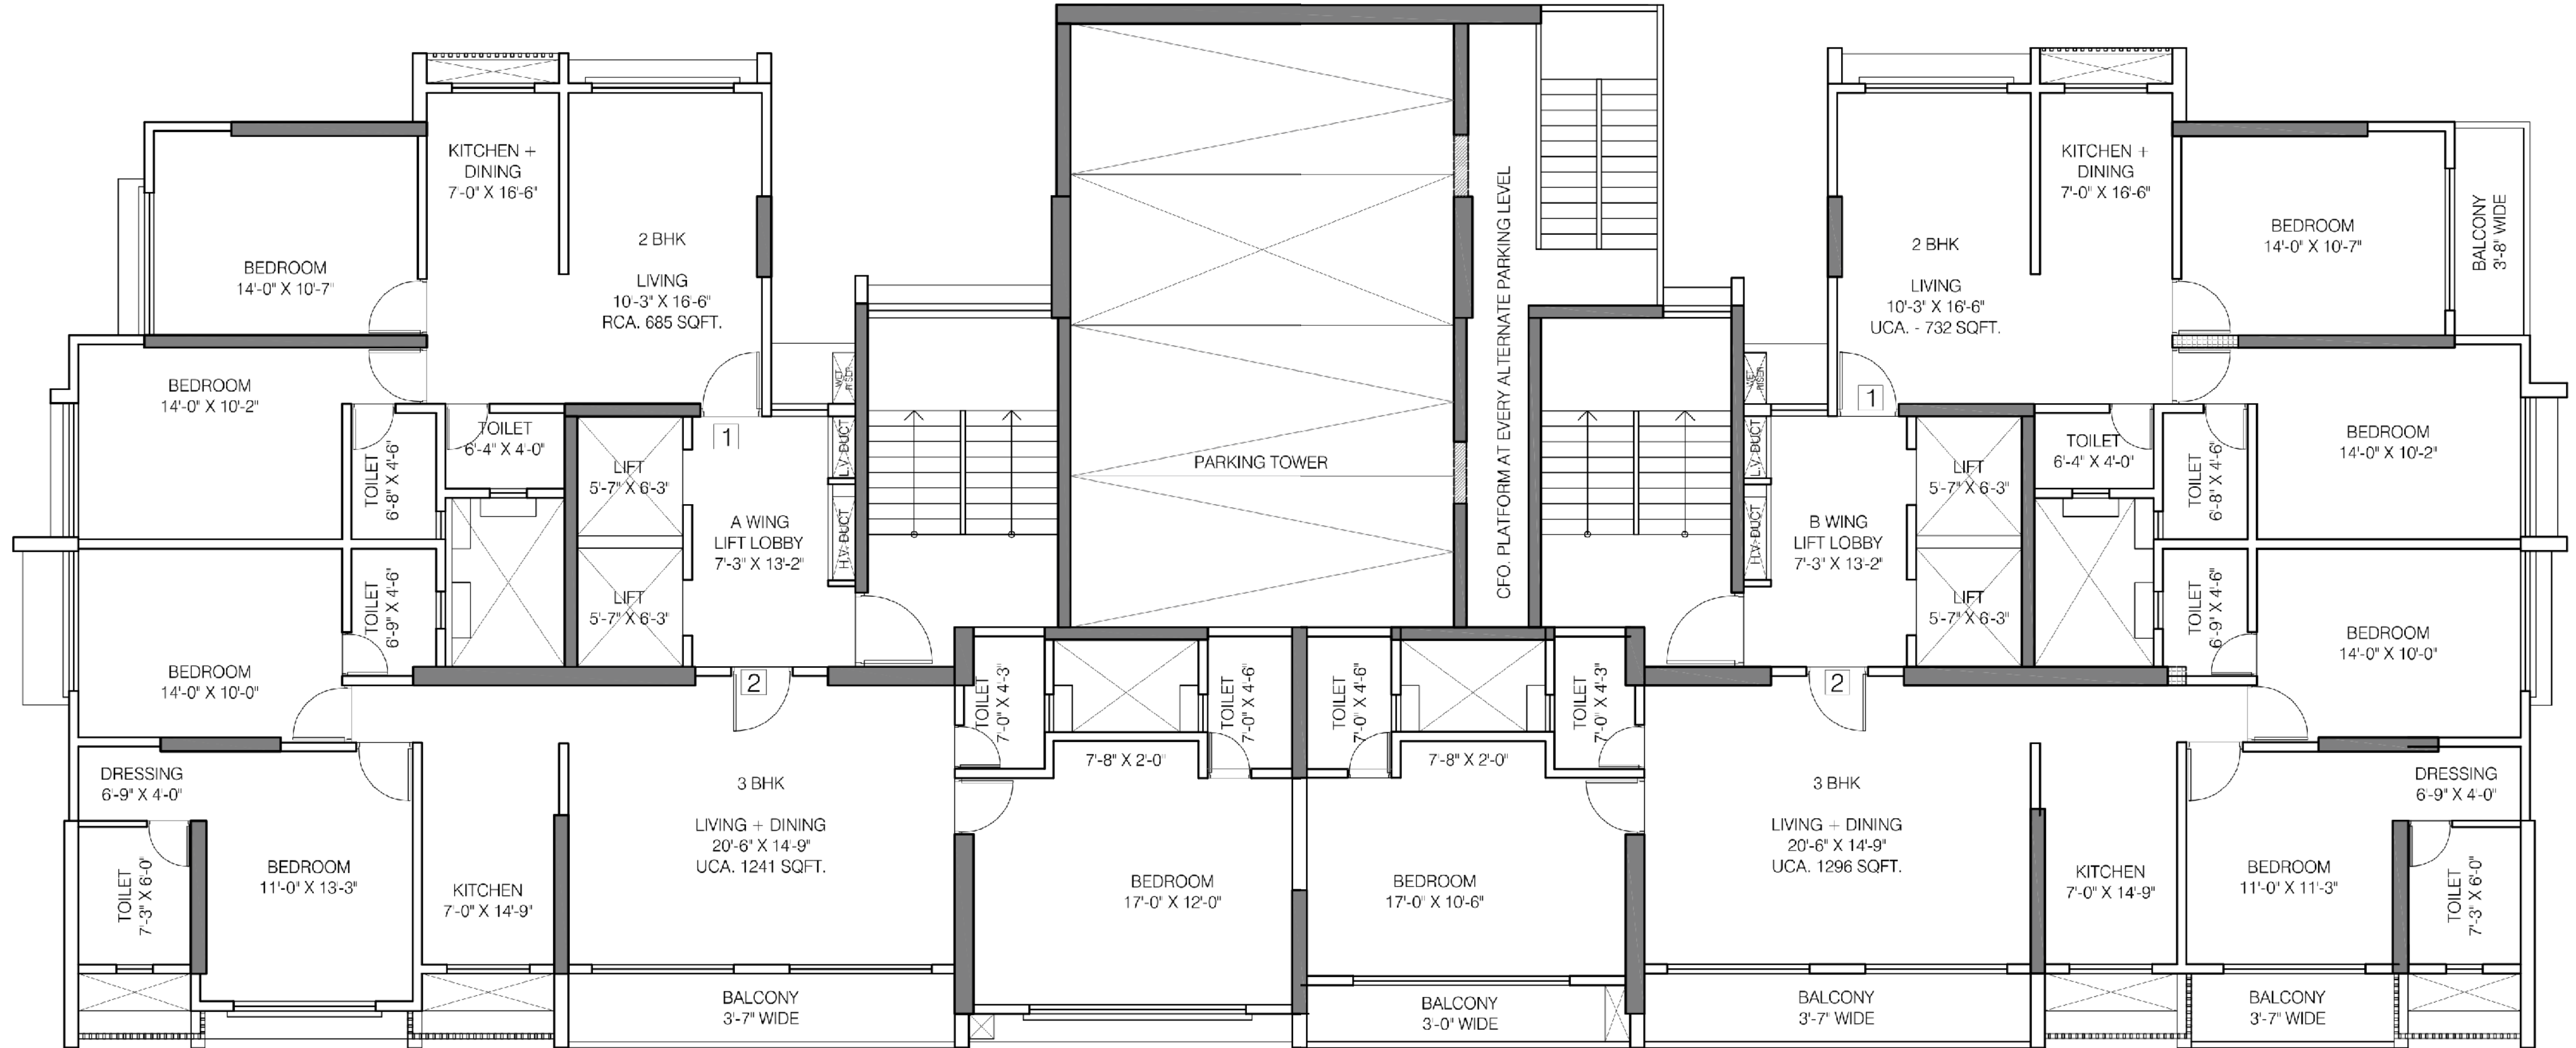 KITCHEN +
DINING
7'-0" X 16'-6"
BEDROOM
14'-0" X 10'-7"
2 BHK
LIVING
10'-3" X 16'-6"
RCA. 685 SQFT.
BEDROOM
14'-0" X 10'-2"
TOILET
6'-8" X 4'-6"
TOILET
6'-4" X 4'-0"
1
WET
RISER
L.V. DUCT
H.V. DUCT
LIFT
5'-7" X 6'-3"
LIFT
5'-7" X 6'-3"
A WING
LIFT LOBBY
7'-3" X 13'-2"
BEDROOM
14'-0" X 10'-0"
TOILET
6'-9" X 4'-6"
2
DRESSING
6'-9" X 4'-0"
TOILET
7'-3" X 6'-0"
BEDROOM
11'-0" X 13'-3"
KITCHEN
7'-0" X 14'-9"
3 BHK
LIVING + DINING
20'-6" X 14'-9"
UCA. 1241 SQFT.
BALCONY
3'-7" WIDE
TOILET
7'-0" X 4'-3"
7'-8" X 2'-0"
TOILET
7'-0" X 4'-6"
BEDROOM
17'-0" X 12'-0"
PARKING TOWER
CFO. PLATFORM AT EVERY ALTERNATE PARKING LEVEL
TOILET
7'-0" X 4'-6"
7'-8" X 2'-0"
TOILET
7'-0" X 4'-3"
BEDROOM
17'-0" X 10'-6"
BALCONY
3'-0" WIDE
2 BHK
LIVING
10'-3" X 16'-6"
UCA. - 732 SQFT.
KITCHEN +
DINING
7'-0" X 16'-6"
BEDROOM
14'-0" X 10'-7"
BALCONY
3'-8" WIDE
1
WET
RISER
L.V. DUCT
H.V. DUCT
B WING
LIFT LOBBY
7'-3" X 13'-2"
LIFT
5'-7" X 6'-3"
LIFT
5'-7" X 6'-3"
TOILET
6'-4" X 4'-0"
TOILET
6'-8" X 4'-6"
BEDROOM
14'-0" X 10'-2"
TOILET
6'-9" X 4'-6"
BEDROOM
14'-0" X 10'-0"
2
3 BHK
LIVING + DINING
20'-6" X 14'-9"
UCA. 1296 SQFT.
BALCONY
3'-7" WIDE
KITCHEN
7'-0" X 14'-9"
BEDROOM
11'-0" X 11'-3"
DRESSING
6'-9" X 4'-0"
TOILET
7'-3" X 6'-0"
BALCONY
3'-7" WIDE